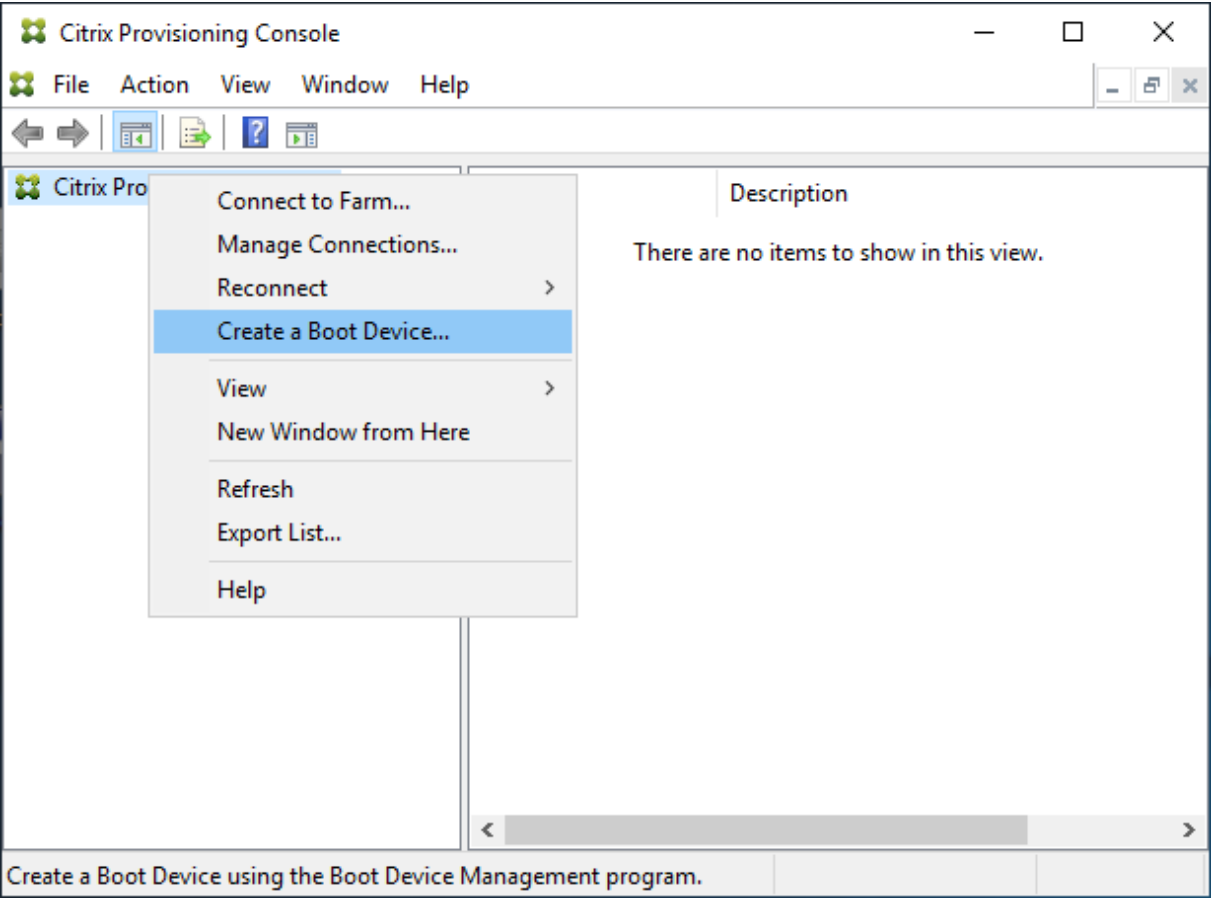 Citrix Provisioning Console
File Action View Window Help
Citrix Pro
Description
Connect to Farm...
There are no items to show in this view.
Manage Connections...
Reconnect
Create a Boot Device...
View
New Window from Here
Refresh
Export List...
Help
Create a Boot Device using the Boot Device Management program.